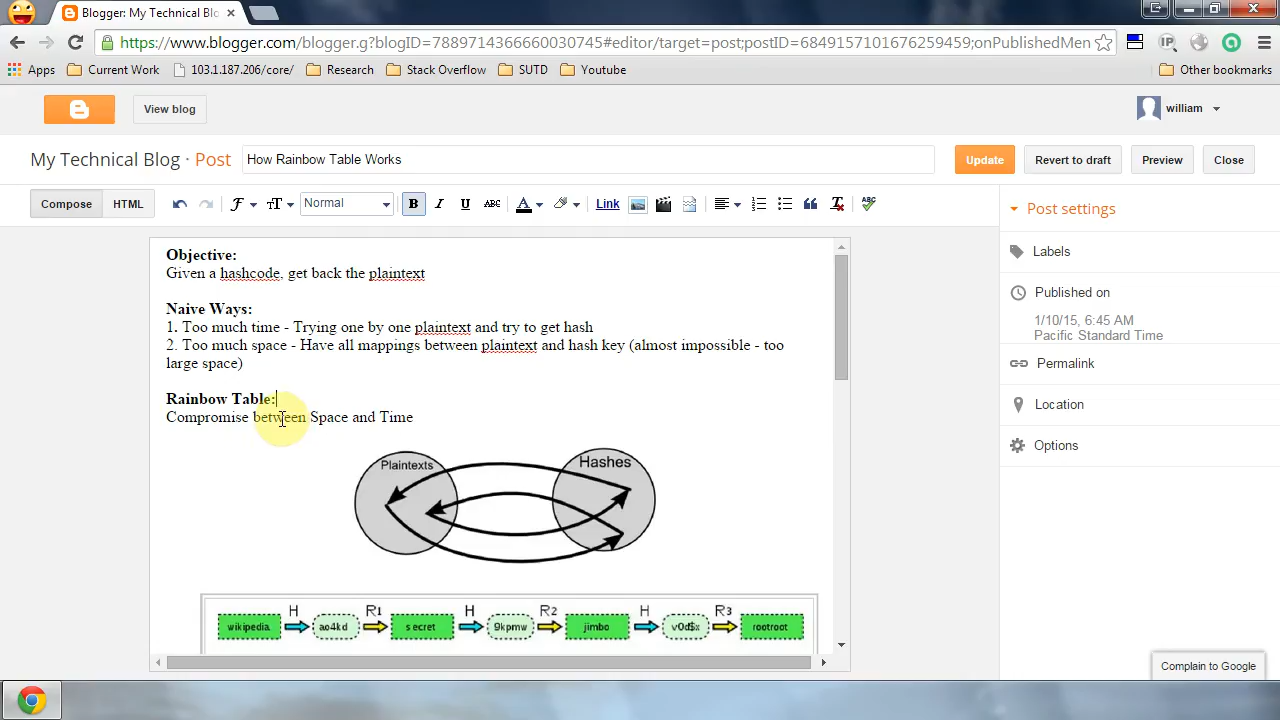 Blogger: My Technical Blo
https://www.blogger.com/blogger.g?blogID=7889714366660030745#editor/target=post;postID=6849157101676259459;onPublishedMen
Apps Current Work 103.1.187.206/core/ Research Stack Overflow SUTD Youtube Other bookmarks
View blog william
My Technical Blog · Post How Rainbow Table Works Update Revert to draft Preview Close
Compose HTML Normal B I U ABC A Link ABC
Post settings
Labels
Published on
1/10/15, 6:45 AM
Pacific Standard Time
Permalink
Location
Options
Objective:
Given a hashcode, get back the plaintext
Naive Ways:
1. Too much time - Trying one by one plaintext and try to get hash
2. Too much space - Have all mappings between plaintext and hash key (almost impossible - too
large space)
Rainbow Table:
Compromise between Space and Time
Plaintexts Hashes
H R1 H R2 H R3
wikipedia ao4kd secret 9kpmw jimbo v0d$x rootroot
Complain to Google